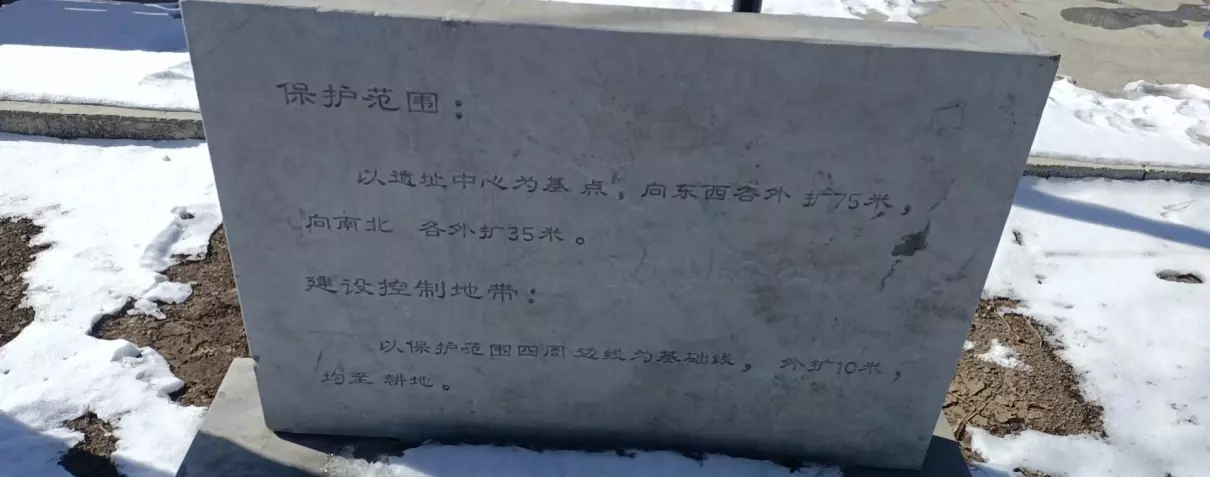 保护范围：
以遗址中心为基点，向东西各外扩75米，
向南北 各外扩35米。
建设控制地带：
以保护范围四周边线为基础线，外扩10米，
均至耕地。